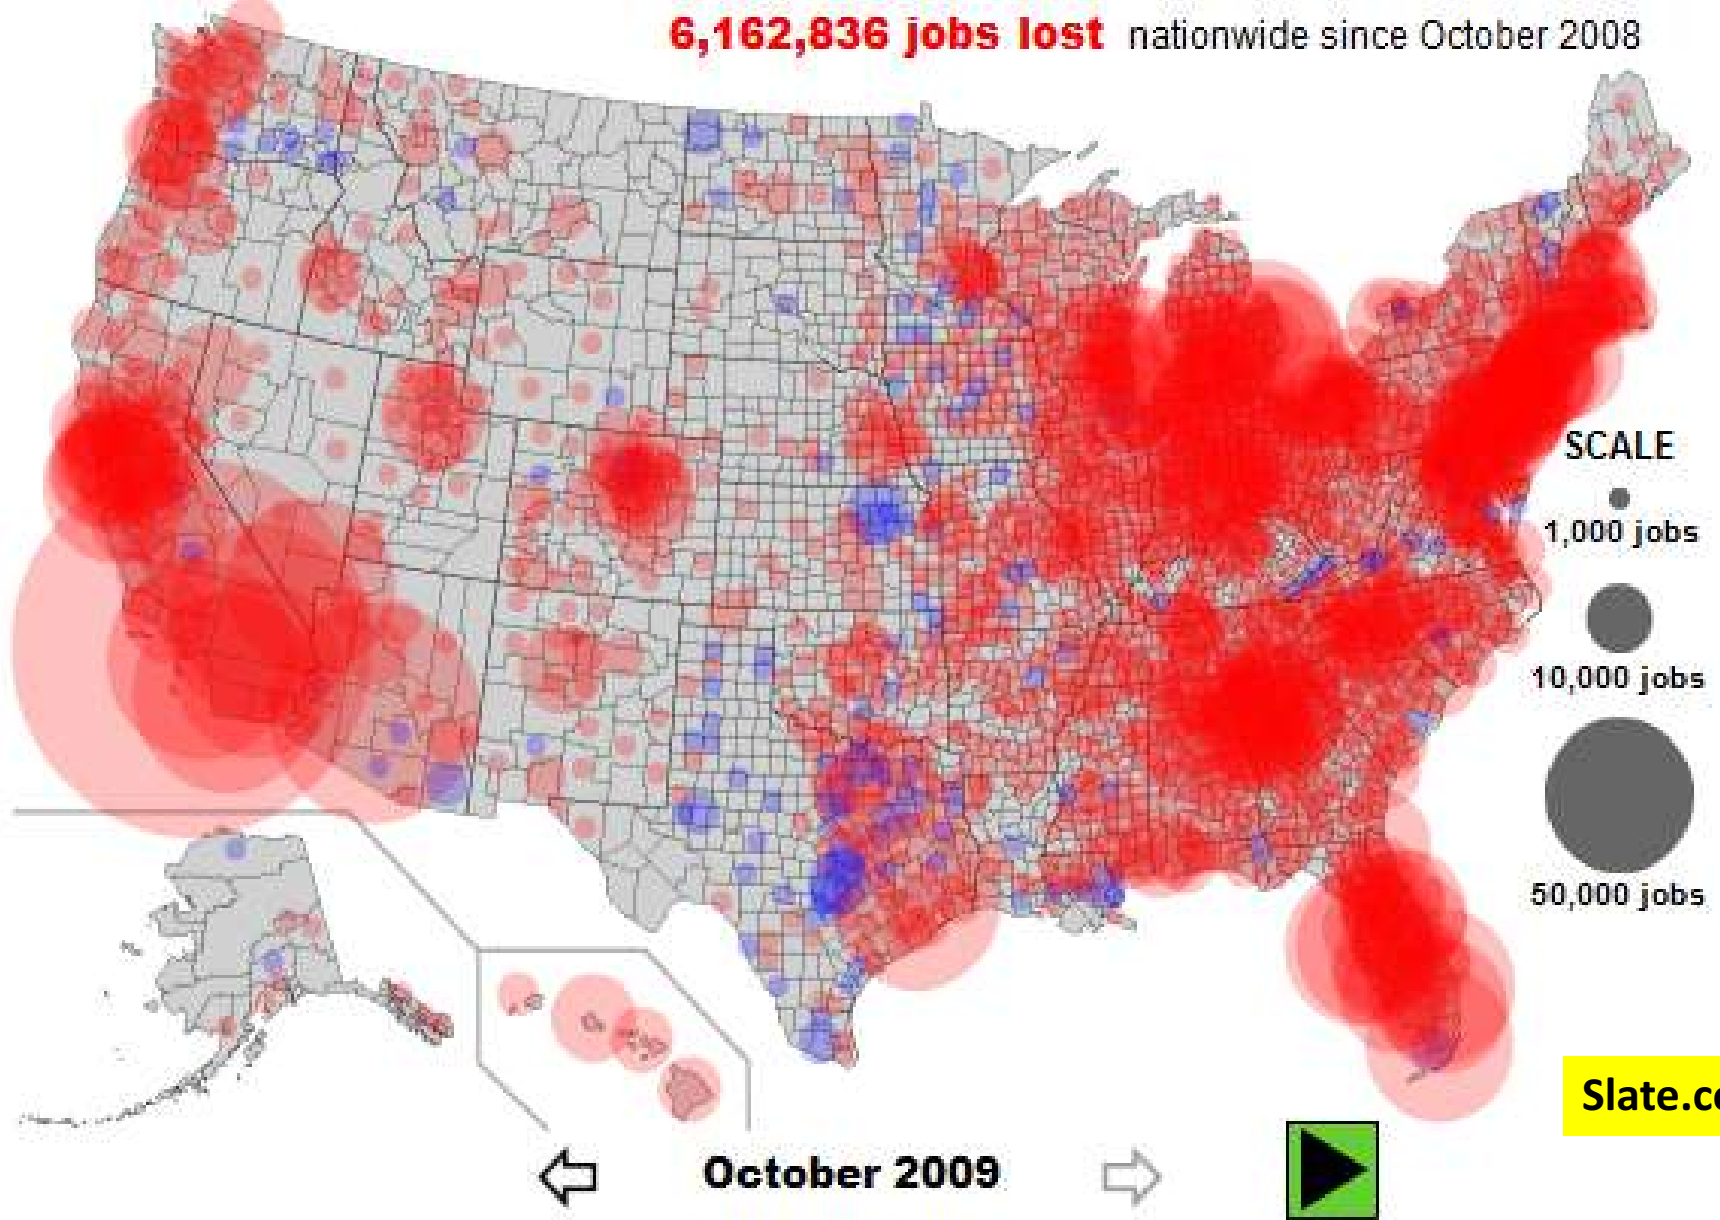 6,162,836 jobs lost nationwide since October 2008
SCALE
1,000 jobs
10,000 jobs
50,000 jobs
Slate.co
October 2009